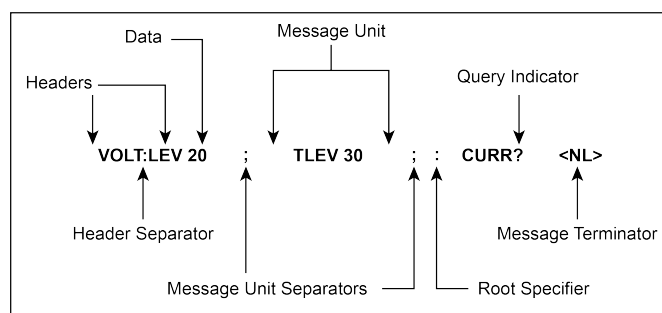 Data
Message Unit
Headers
Query Indicator
VOLT:LEV 20 ; TLEV 30 ; : CURR? <NL>
Header Separator
Message Terminator
Message Unit Separators
Root Specifier